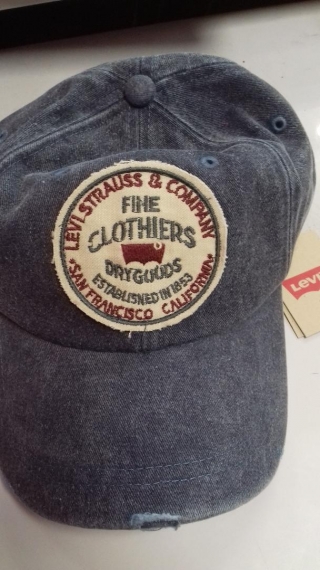 LEVI STRAUSS & COMPANY
FINE
CLOTHIERS
DRYGOODS
ESTABLISHED IN 1853
SAN FRANCISCO CALIFORNIA
LEVI